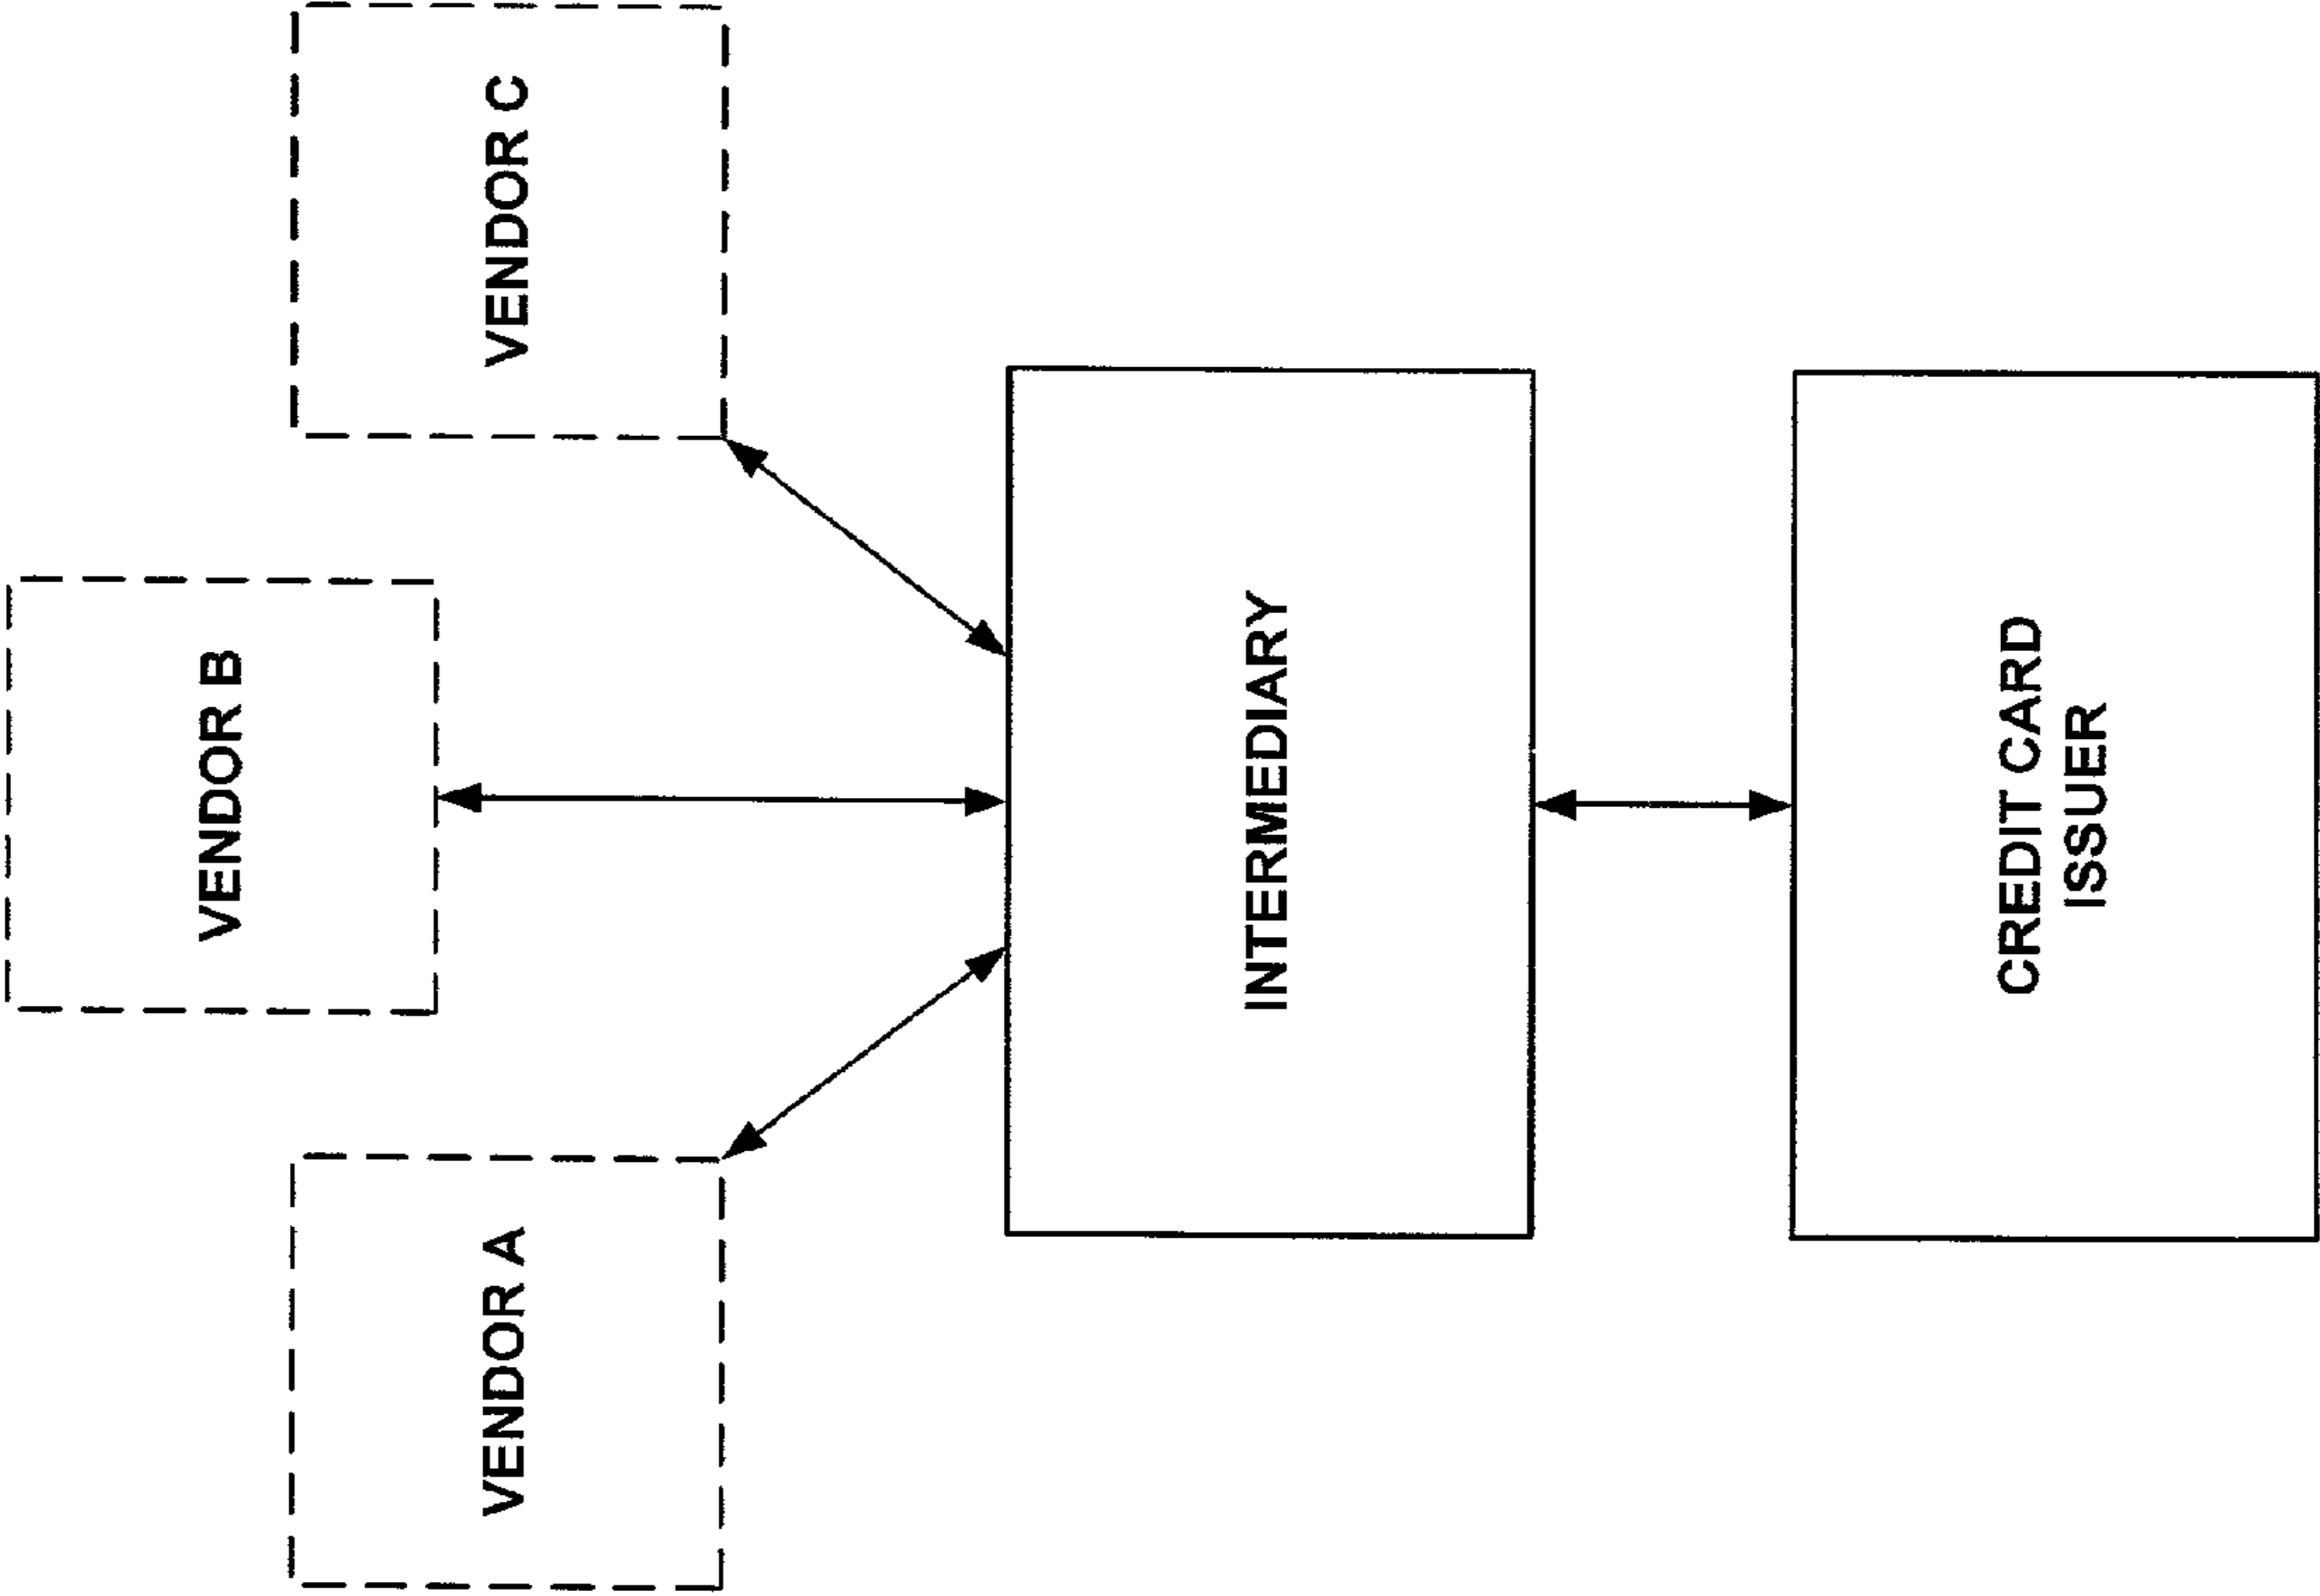 VENDOR A
VENDOR B
VENDOR C
INTERMEDIARY
CREDIT CARD
ISSUER